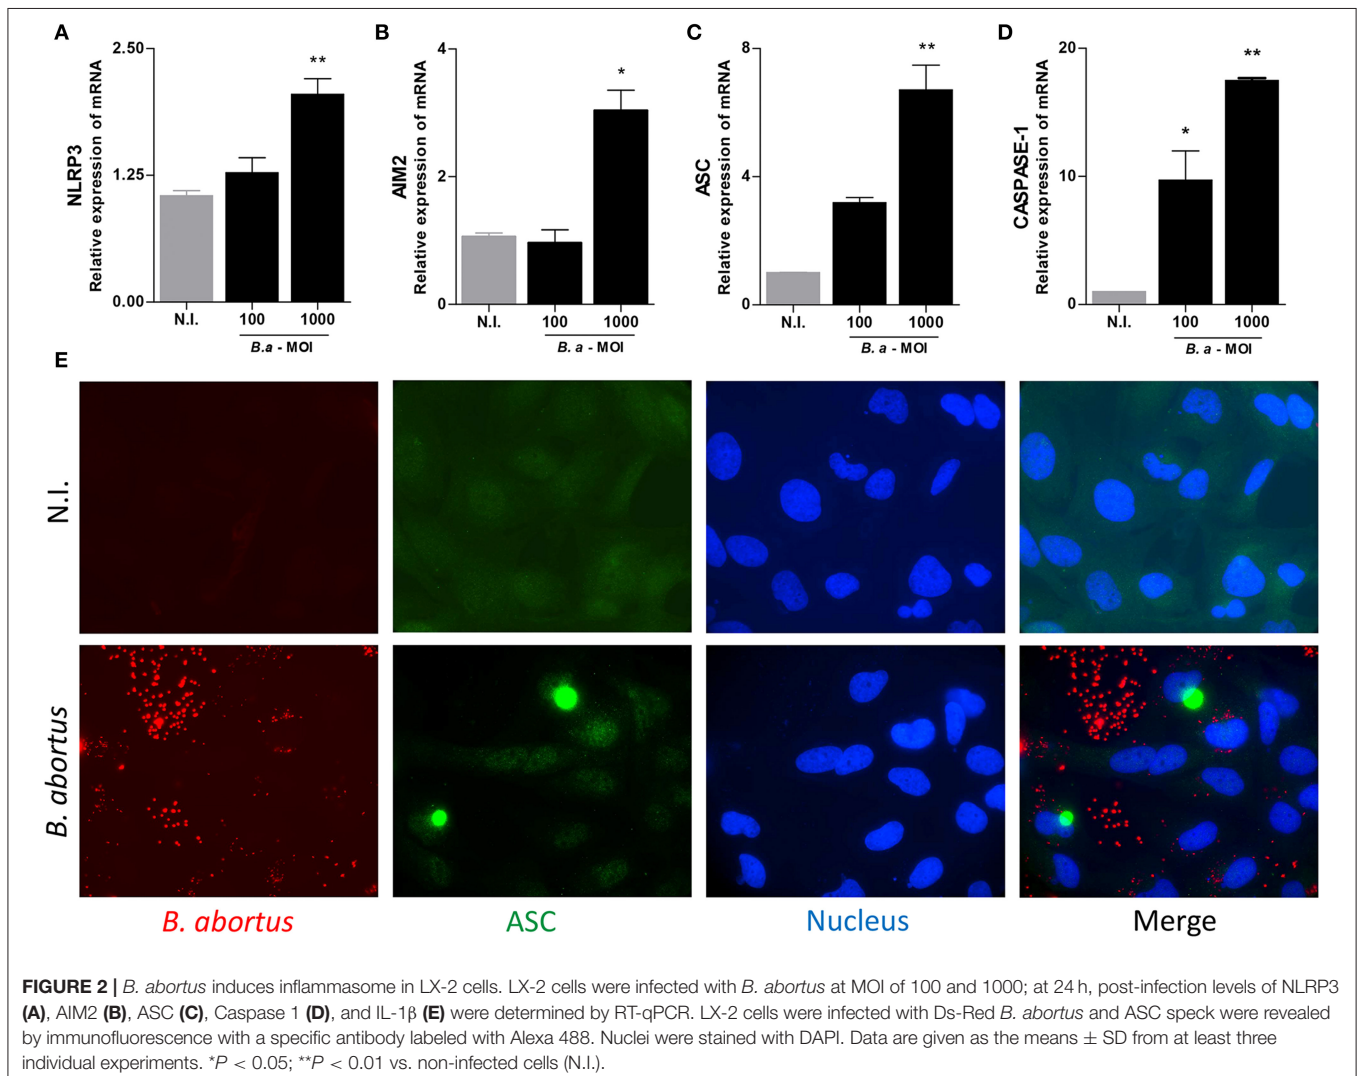 A
NLRP3
Relative expression of mRNA
2.50
1.25
0.00
**
N.I.
100
1000
B.a - MOI
B
AIM2
Relative expression of mRNA
4
2
0
*
N.I.
100
1000
B. a - MOI
C
ASC
Relative expression of mRNA
8
4
0
**
N.I.
100
1000
B. a - MOI
D
CASPASE-1
Relative expression of mRNA
20
10
0
*
**
N.I.
100
1000
B. a - MOI
E
N.I.
B. abortus
B. abortus
ASC
Nucleus
Merge
FIGURE 2 | B. abortus induces inflammasome in LX-2 cells. LX-2 cells were infected with B. abortus at MOI of 100 and 1000; at 24 h, post-infection levels of NLRP3
(A), AIM2 (B), ASC (C), Caspase 1 (D), and IL-1β (E) were determined by RT-qPCR. LX-2 cells were infected with Ds-Red B. abortus and ASC speck were revealed
by immunofluorescence with a specific antibody labeled with Alexa 488. Nuclei were stained with DAPI. Data are given as the means ± SD from at least three
individual experiments. *P < 0.05; **P < 0.01 vs. non-infected cells (N.I.).